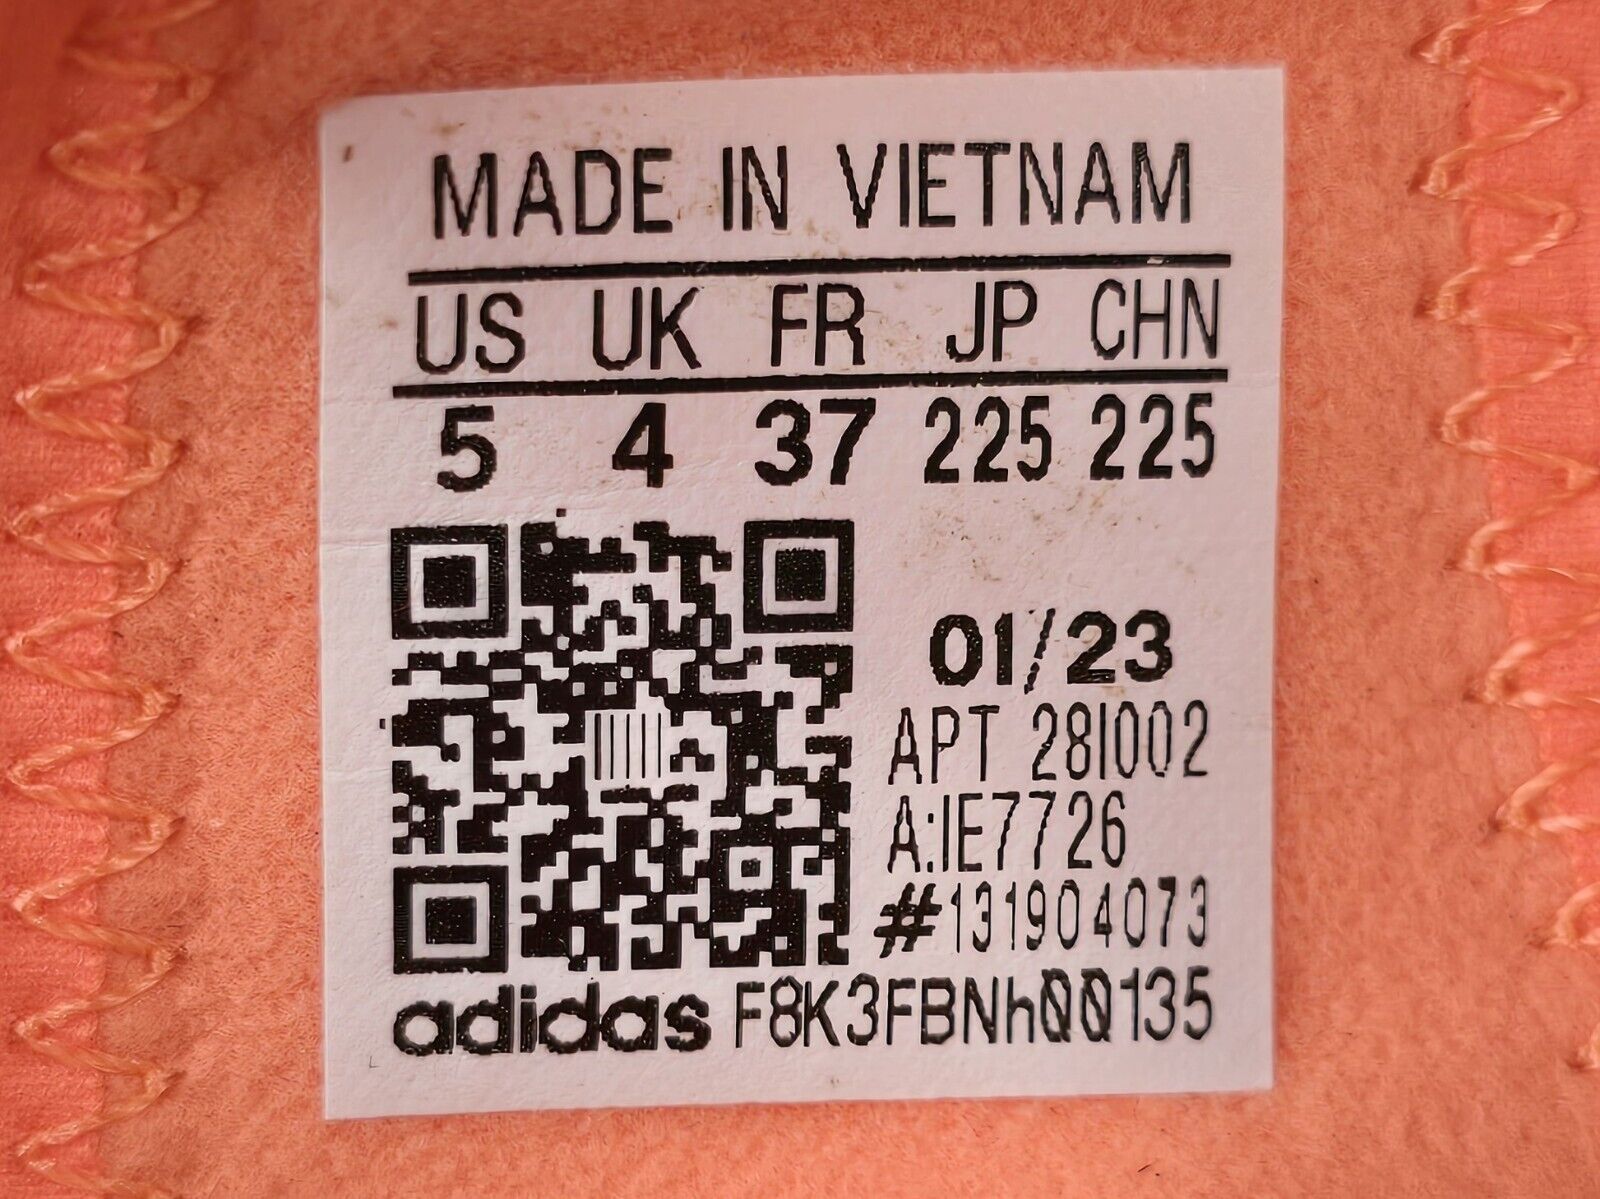 MADE IN VIETNAM
US UK FR JP CHN
5 4 37 225 225
01/23
APT 28I002
A:IE7726
#131904073
adidas F8K3FBNh00135